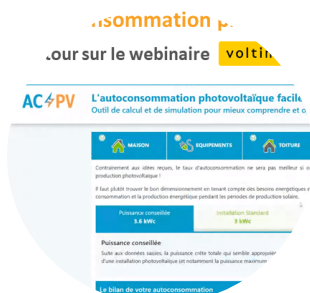 Retour sur le webinaire voltin
AC PV
L'autoconsommation photovoltaïque facile
Outil de calcul et de simulation pour mieux comprendre et o
MAISON EQUIPEMENTS TOITURE
Contrairement aux idées reçues, le taux d'autoconsommation ne sera pas meilleur si
production photovoltaïque !
Il faut plutôt trouver le bon dimensionnement en tenant compte des besoins énergétiques
consommation et la production énergétique pendant les périodes de production solaire.
Puissance conseillée Installation Standard
3.6 kWc 3 kWc
Puissance conseillée
Suite aux données saisies, la puissance crête totale qui semble appropriée
d'une installation photovoltaïque (et notamment la puissance maximum
Le bilan de votre autoconsommation